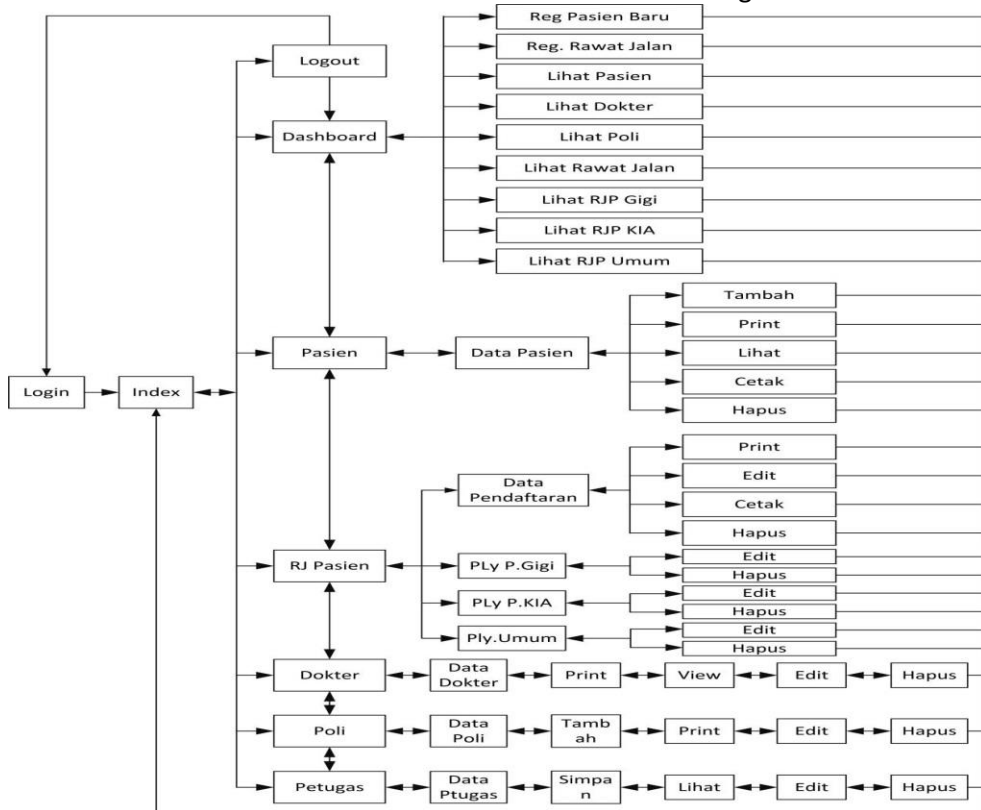 Reg Pasien Baru
Logout
Reg. Rawat Jalan
Lihat Pasien
Lihat Dokter
Dashboard
Lihat Poli
Lihat Rawat Jalan
Lihat RJP Gigi
Lihat RJP KIA
Lihat RJP Umum
Tambah
Print
Pasien
Data Pasien
Lihat
Login
Index
Cetak
Hapus
Print
Data
Pendaftaran
Edit
Cetak
Hapus
RJ Pasien
PLy P.Gigi
Edit
Hapus
PLy P.KIA
Edit
Hapus
Ply.Umum
Edit
Hapus
Dokter
Data
Dokter
Print
View
Edit
Hapus
Poli
Data
Poli
Tamb
ah
Print
Edit
Hapus
Petugas
Data
Ptugas
Simpa
n
Lihat
Edit
Hapus